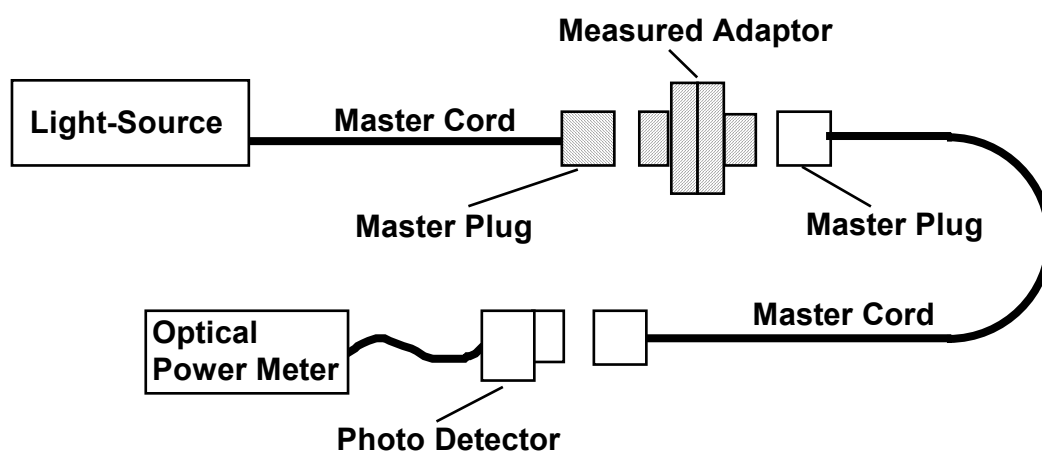 Measured Adaptor
Light-Source
Master Cord
Master Plug
Master Plug
Master Cord
Optical
Power Meter
Photo Detector